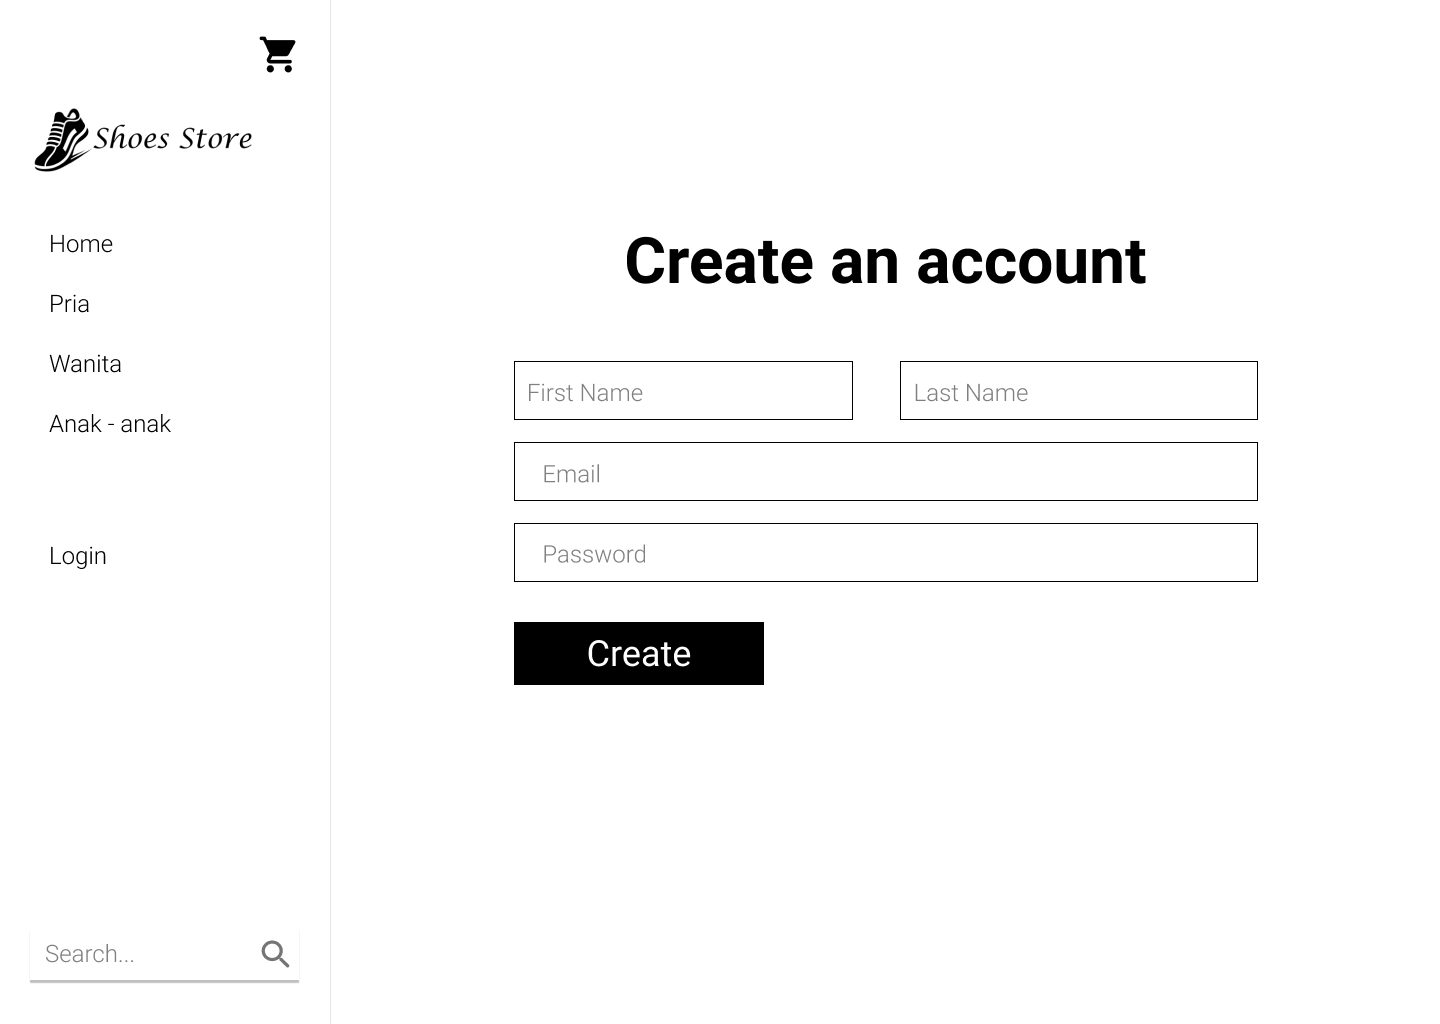 Shoes Store
Home
Pria
Wanita
Anak - anak
Login
Search...
Create an account
First Name
Last Name
Email
Password
Create